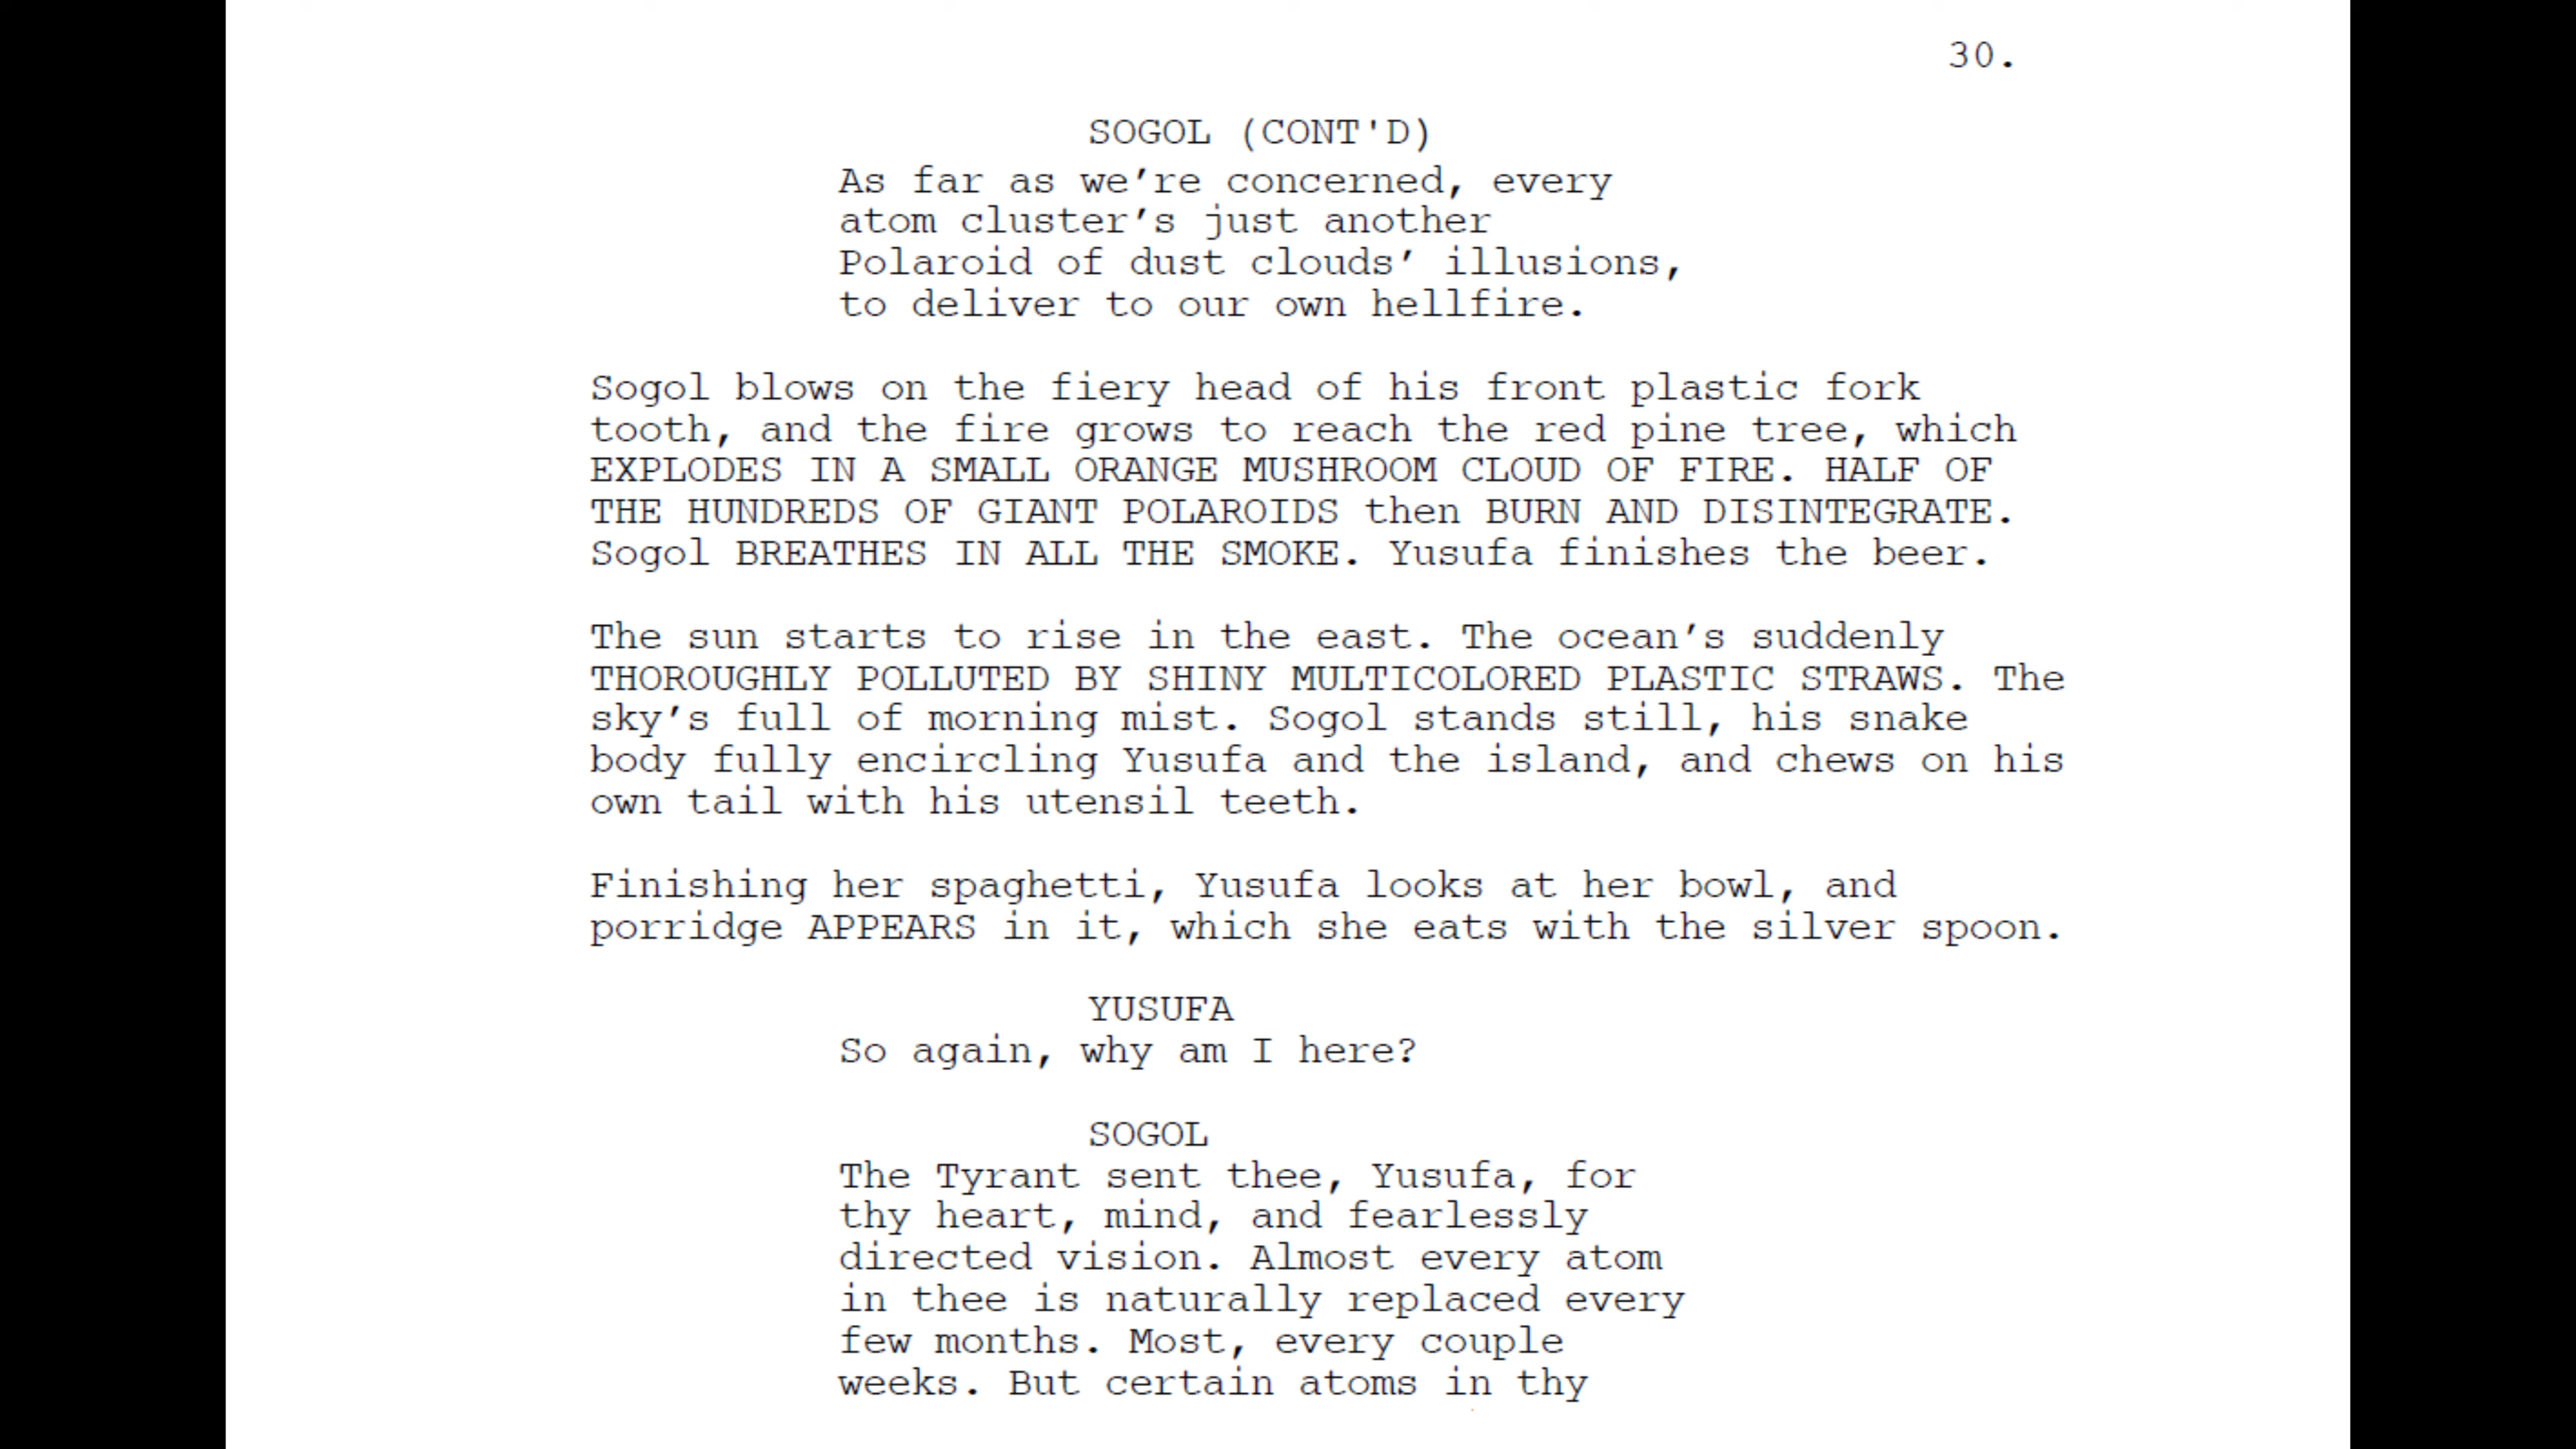 30.
SOGOL (CONT'D)
As far as we’re concerned, every
atom cluster’s just another
Polaroid of dust clouds’ illusions,
to deliver to our own hellfire.
Sogol blows on the fiery head of his front plastic fork
tooth, and the fire grows to reach the red pine tree, which
EXPLODES IN A SMALL ORANGE MUSHROOM CLOUD OF FIRE. HALF OF
THE HUNDREDS OF GIANT POLAROIDS then BURN AND DISINTEGRATE.
Sogol BREATHES IN ALL THE SMOKE. Yusufa finishes the beer.
The sun starts to rise in the east. The ocean’s suddenly
THOROUGHLY POLLUTED BY SHINY MULTICOLORED PLASTIC STRAWS. The
sky’s full of morning mist. Sogol stands still, his snake
body fully encircling Yusufa and the island, and chews on his
own tail with his utensil teeth.
Finishing her spaghetti, Yusufa looks at her bowl, and
porridge APPEARS in it, which she eats with the silver spoon.
YUSUFA
So again, why am I here?
SOGOL
The Tyrant sent thee, Yusufa, for
thy heart, mind, and fearlessly
directed vision. Almost every atom
in thee is naturally replaced every
few months. Most, every couple
weeks. But certain atoms in thy